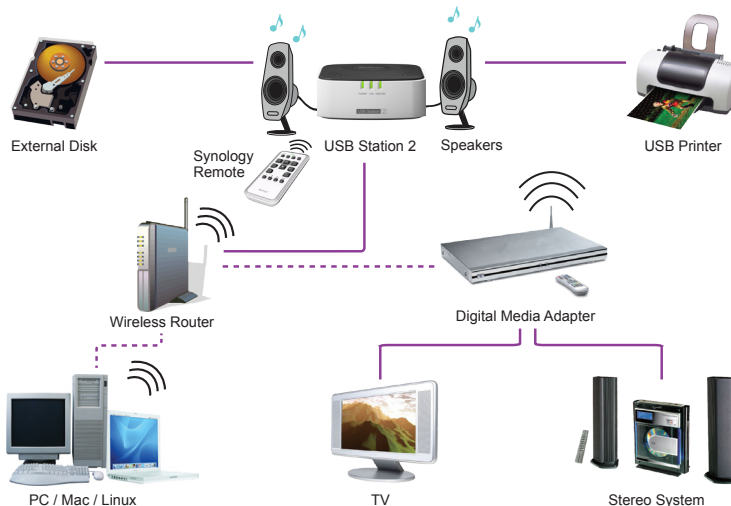 External Disk
USB Station 2
Speakers
USB Printer
Synology
Remote
Wireless Router
Digital Media Adapter
PC / Mac / Linux
TV
Stereo System